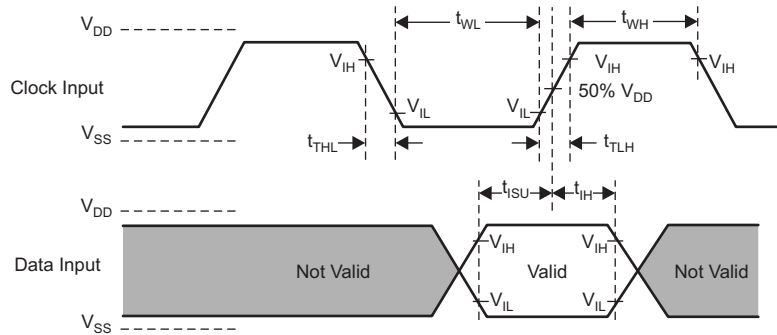 t_WL t_WH
V_DD
V_IH V_IH V_IH
Clock Input
50% V_DD
V_IL V_IL
V_SS
t_THL t_TLH
t_ISU t_IH
V_DD
V_IH V_IH
Data Input Not Valid Valid Not Valid
V_IL V_IL
V_SS